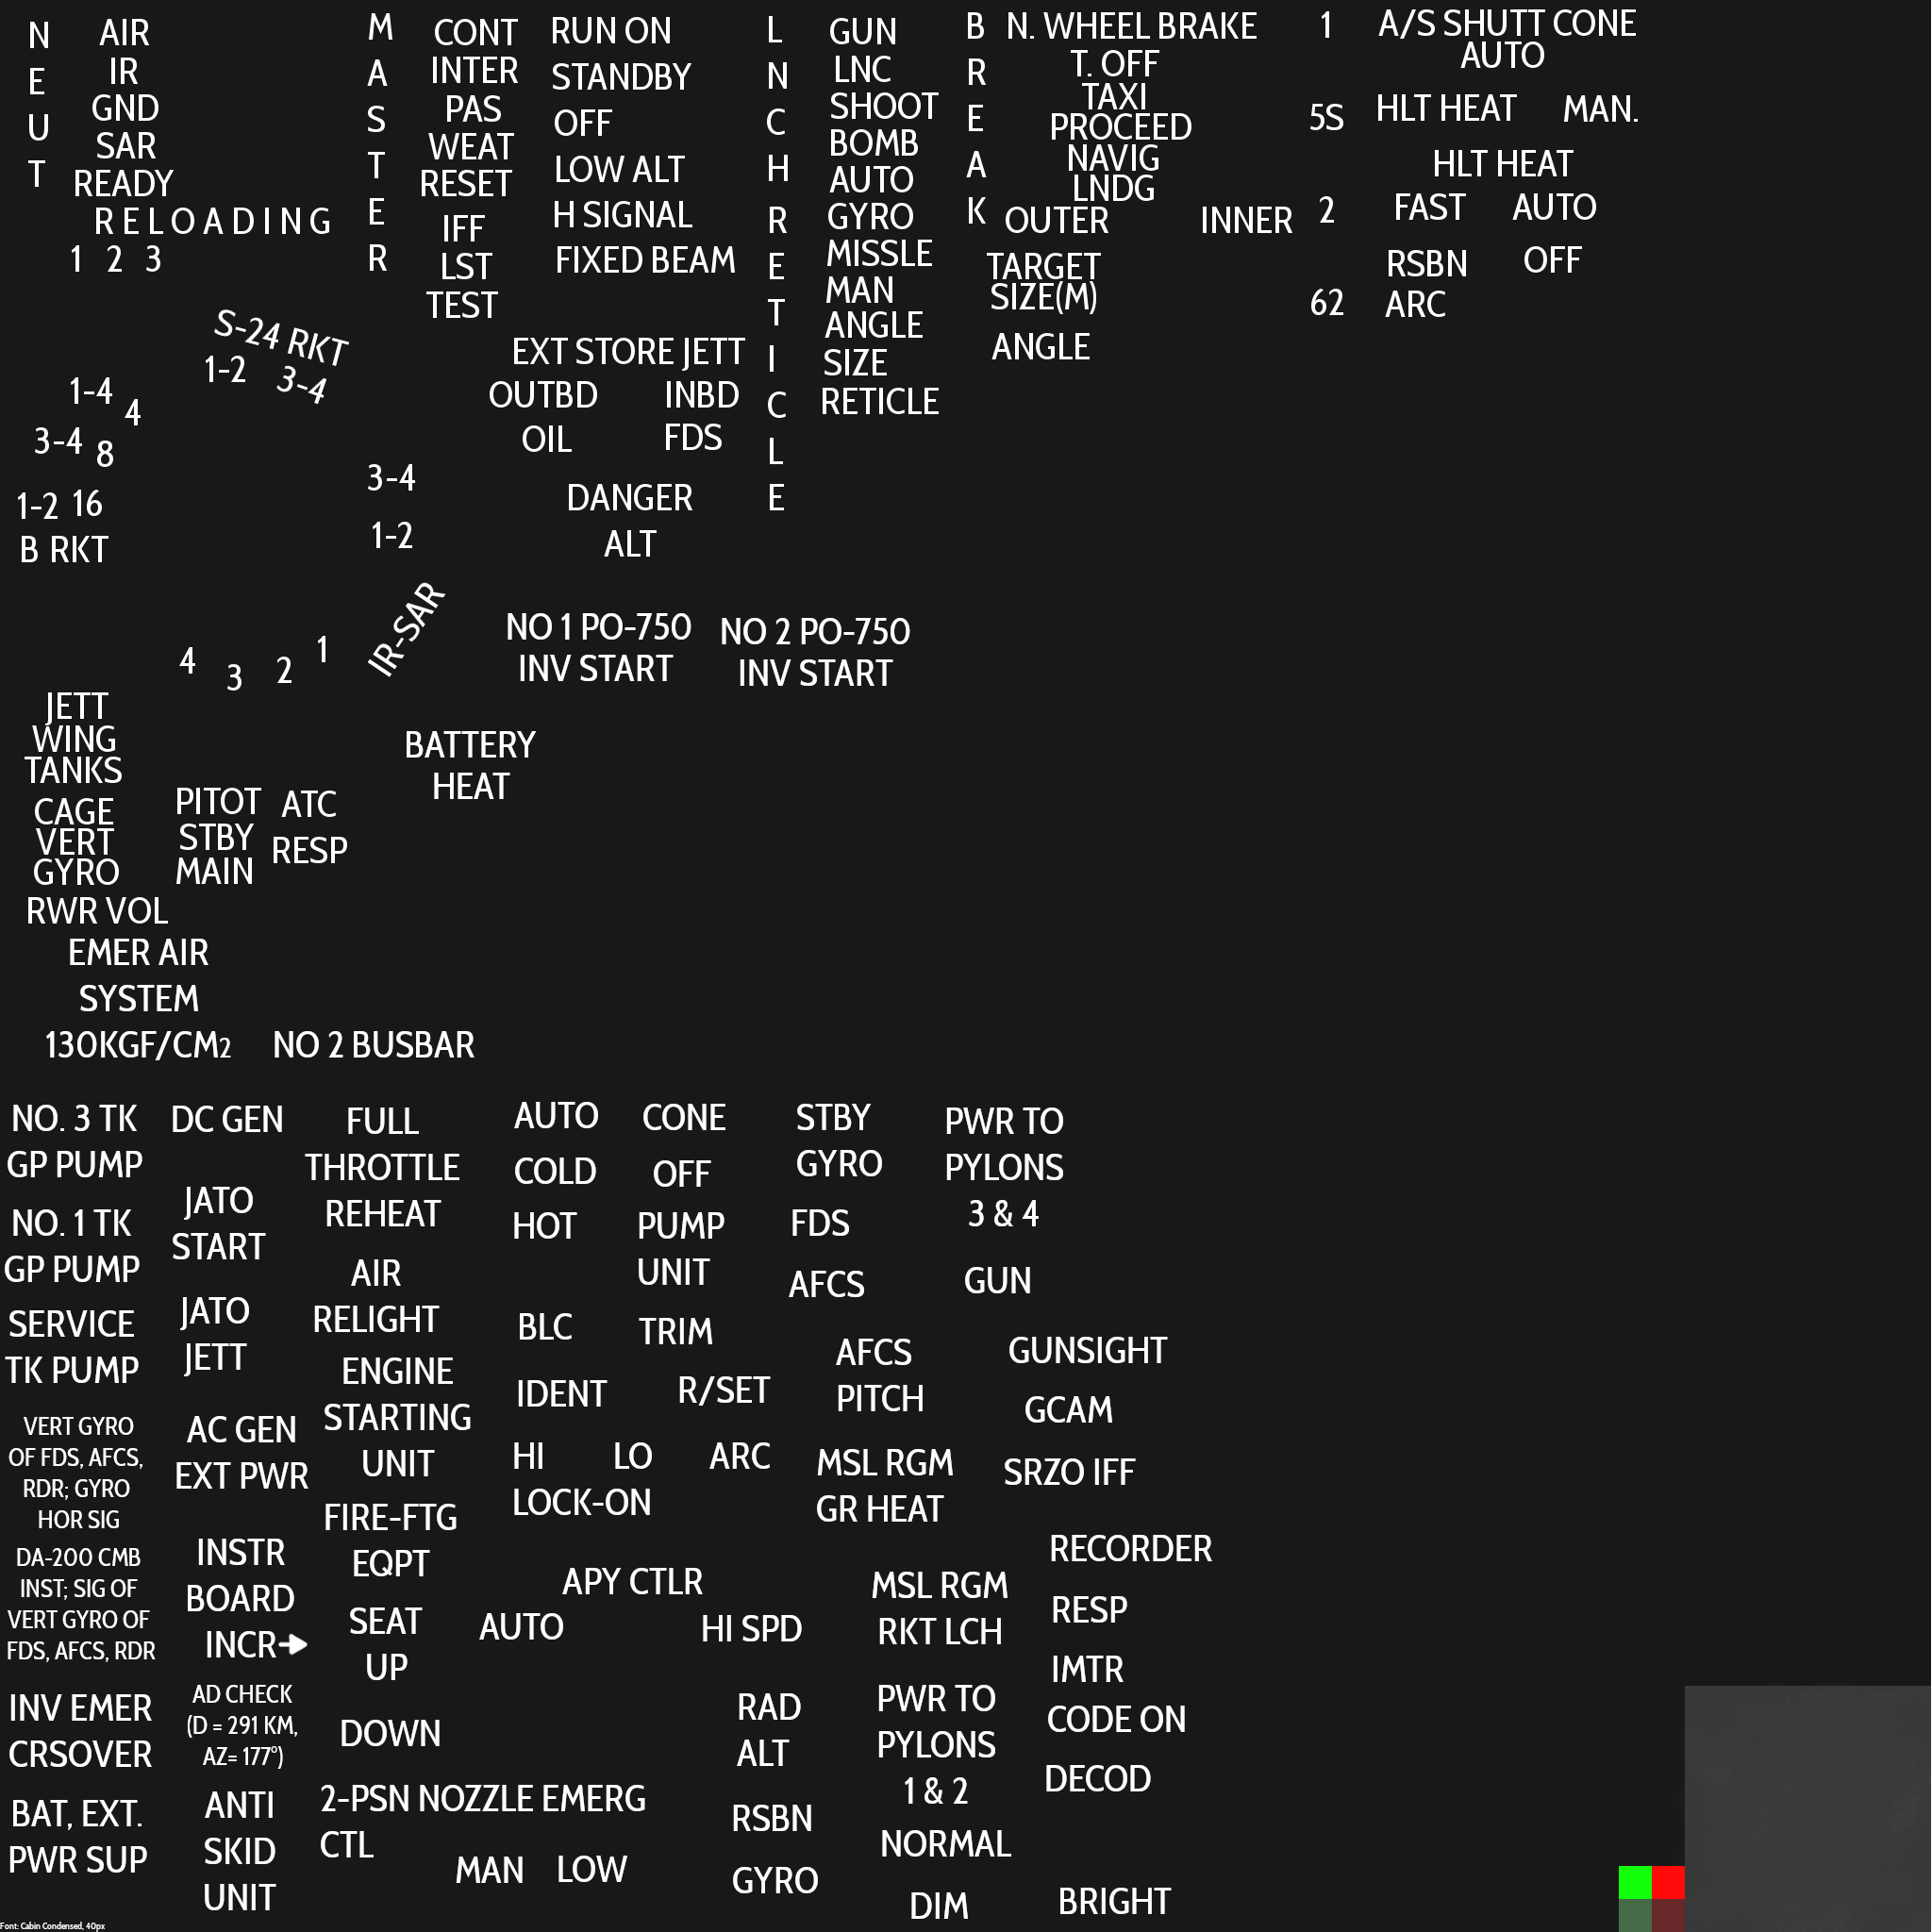 NEUT
AIR
IR
GND
SAR
READY
RELOADING
1 2 3
MASTER
CONT
INTER
PAS
WEAT
RESET
IFF
LST
TEST
RUN ON
STANDBY
OFF
LOW ALT
H SIGNAL
FIXED BEAM
LNCH RETICLE
GUN
LNC
SHOOT
BOMB
AUTO
GYRO
MISSLE
MAN
ANGLE
SIZE
RETICLE
BREAK
N. WHEEL BRAKE
T. OFF
TAXI
PROCEED
NAVIG
LNDG
OUTER
INNER
TARGET
SIZE(M)
ANGLE
1
5S
2
62
A/S SHUTT CONE
AUTO
HLT HEAT
MAN.
HLT HEAT
FAST
AUTO
RSBN
OFF
ARC
S-24 RKT
1-2
3-4
1-4
4
3-4
8
1-2
16
B RKT
EXT STORE JETT
OUTBD
INBD
OIL
FDS
3-4
1-2
DANGER
ALT
IR-SAR
4
3
2
1
NO 1 PO-750
INV START
NO 2 PO-750
INV START
JETT
WING
TANKS
BATTERY
HEAT
CAGE
VERT
GYRO
PITOT
STBY
MAIN
ATC
RESP
RWR VOL
EMER AIR
SYSTEM
130KGF/CM2
NO 2 BUSBAR
NO. 3 TK
GP PUMP
NO. 1 TK
GP PUMP
SERVICE
TK PUMP
VERT GYRO
OF FDS, AFCS,
RDR; GYRO
HOR SIG
DA-200 CMB
INST; SIG OF
VERT GYRO OF
FDS, AFCS, RDR
INV EMER
CRSOVER
BAT, EXT.
PWR SUP
DC GEN
JATO
START
JATO
JETT
AC GEN
EXT PWR
INSTR
BOARD
INCR
AD CHECK
(D = 291 KM,
AZ= 177°)
ANTI
SKID
UNIT
FULL
THROTTLE
REHEAT
AIR
RELIGHT
ENGINE
STARTING
UNIT
FIRE-FTG
EQPT
SEAT
UP
DOWN
2-PSN NOZZLE EMERG
CTL
MAN
LOW
AUTO
COLD
HOT
BLC
IDENT
HI
LO
ARC
LOCK-ON
CONE
OFF
PUMP
UNIT
TRIM
R/SET
APY CTLR
AUTO
HI SPD
RAD
ALT
RSBN
GYRO
STBY
GYRO
FDS
AFCS
AFCS
PITCH
MSL RGM
GR HEAT
MSL RGM
RKT LCH
PWR TO
PYLONS
1 & 2
NORMAL
DIM
PWR TO
PYLONS
3 & 4
GUN
GUNSIGHT
GCAM
SRZO IFF
RECORDER
RESP
IMTR
CODE ON
DECOD
BRIGHT
Font: Cabin Condensed, 40px